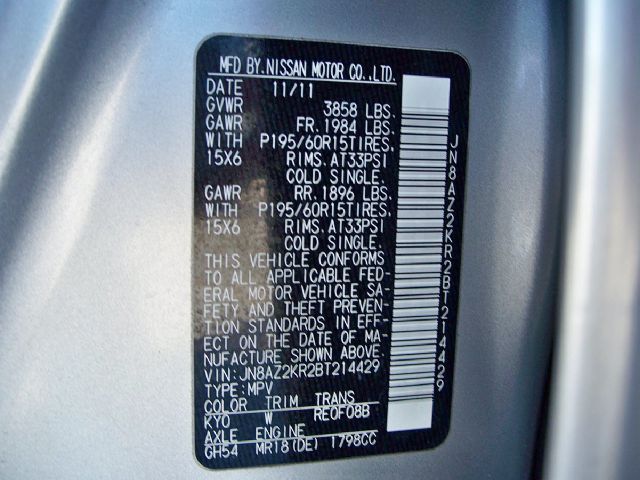 MFD BY.NISSAN MOTOR CO.,LTD.
DATE 11/11
GVWR 3858 LBS.
GAWR FR.1984 LBS.
WITH P195/60R15TIRES,
15X6 RIMS,AT33PSI
COLD SINGLE.
GAWR RR.1896 LBS.
WITH P195/60R15TIRES,
15X6 RIMS,AT33PSI
COLD SINGLE.
THIS VEHICLE CONFORMS
TO ALL APPLICABLE FED-
ERAL MOTOR VEHICLE SA-
FETY AND THEFT PREVEN-
TION STANDARDS IN EFF-
ECT ON THE DATE OF MA-
NUFACTURE SHOWN ABOVE.
VIN: JN8AZ2KR2BT214429
TYPE:MPV
COLOR TRIM TRANS
KYO W RE0F08B
AXLE ENGINE
GH54 MR18(DE) 1798CC
JN8AZ2KR2BT214429